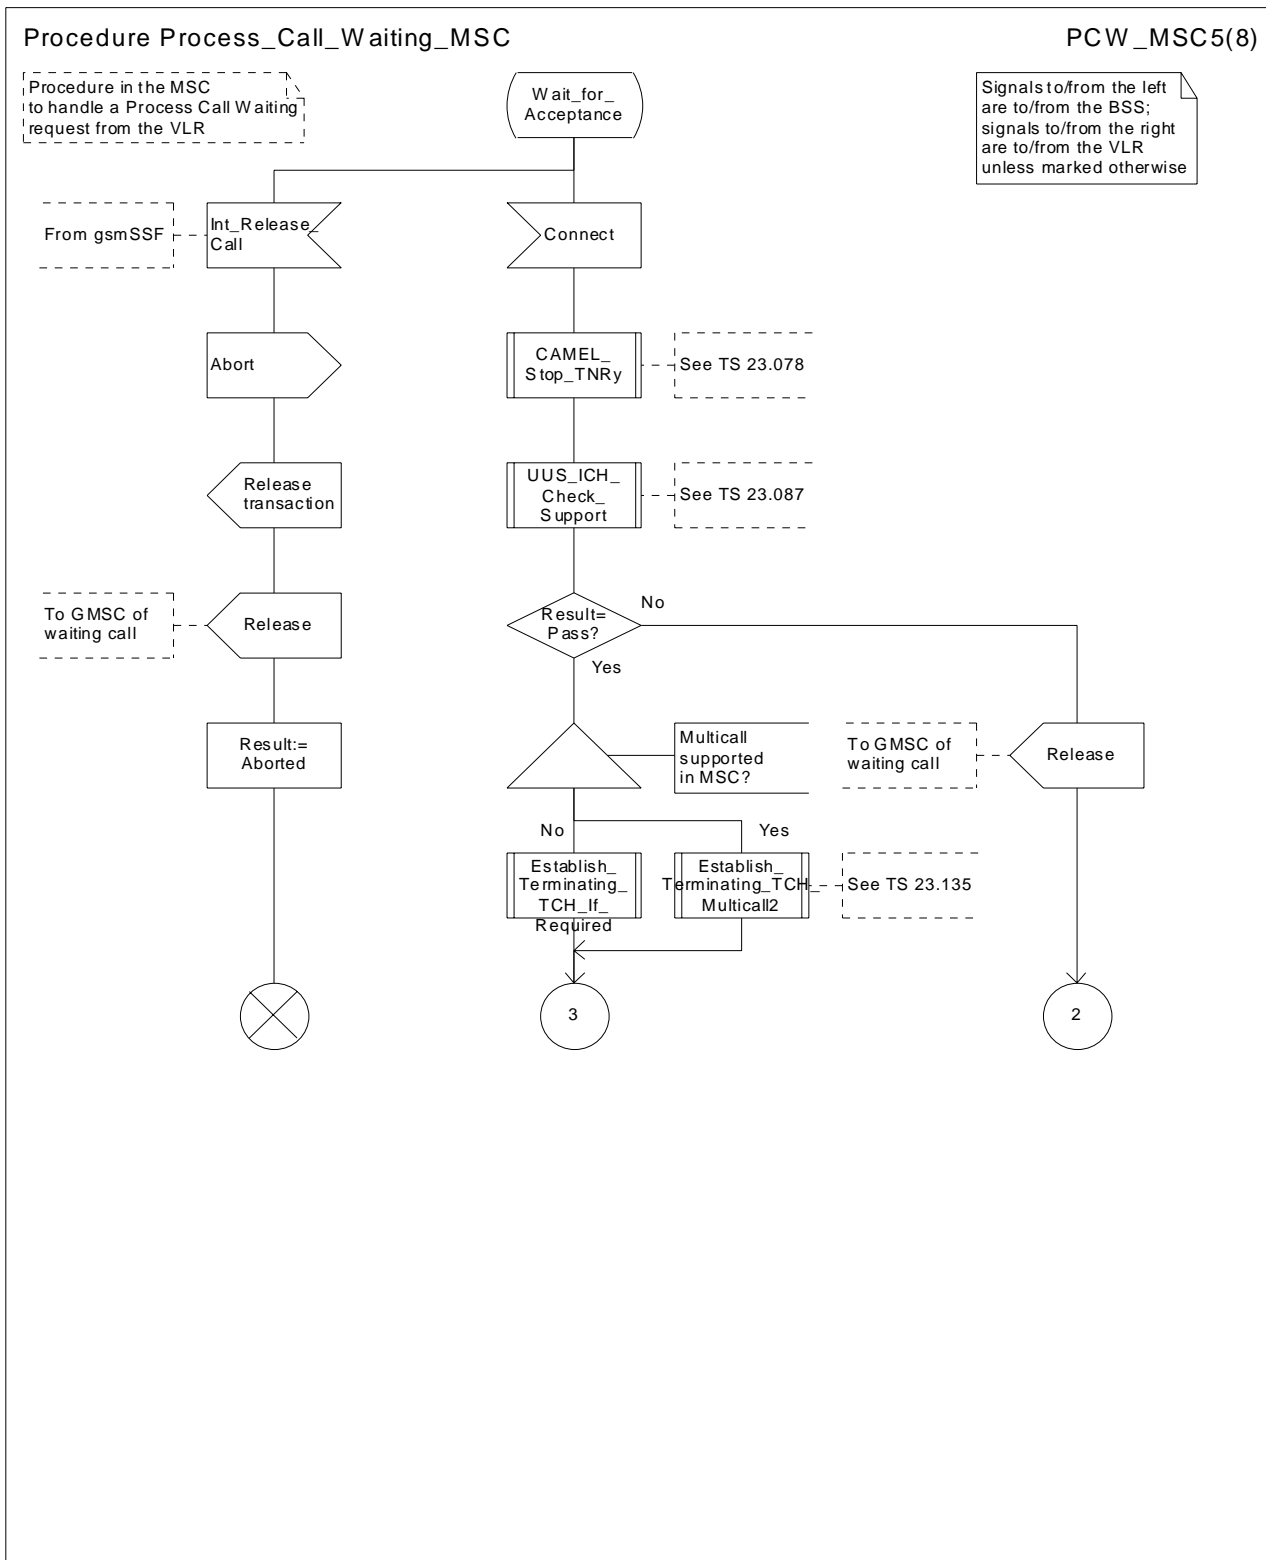 Procedure Process_Call_Waiting_MSC
PCW_MSC5(8)
Procedure in the MSC
to handle a Process Call Waiting
request from the VLR
Wait_for_
Acceptance
Signals to/from the left
are to/from the BSS;
signals to/from the right
are to/from the VLR
unless marked otherwise
From gsmSSF
Int_Release_
Call
Connect
Abort
CAMEL_
Stop_TNRy
See TS 23.078
Release
transaction
UUS_ICH_
Check_
Support
See TS 23.087
To GMSC of
waiting call
Release
Result=
Pass?
No
Yes
Result:=
Aborted
Multicall
supported
in MSC?
To GMSC of
waiting call
Release
No
Yes
Establish_
Terminating_
TCH_If_
Required
Establish_
Terminating_TCH_
Multicall2
See TS 23.135
3
2